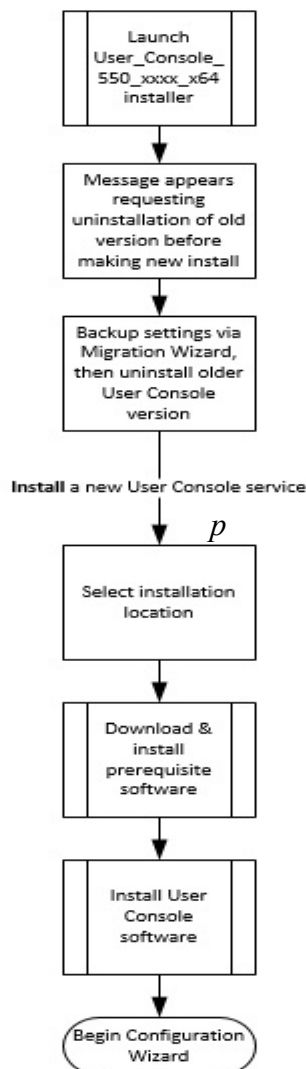 Launch
User_Console_
550_xxxx_x64
installer
Message appears
requesting
uninstallation of old
version before
making new install
Backup settings via
Migration Wizard,
then uninstall older
User Console
version
Install a new User Console service
p
Select installation
location
Download &
install
prerequisite
software
Install User
Console
software
Begin Configuration
Wizard